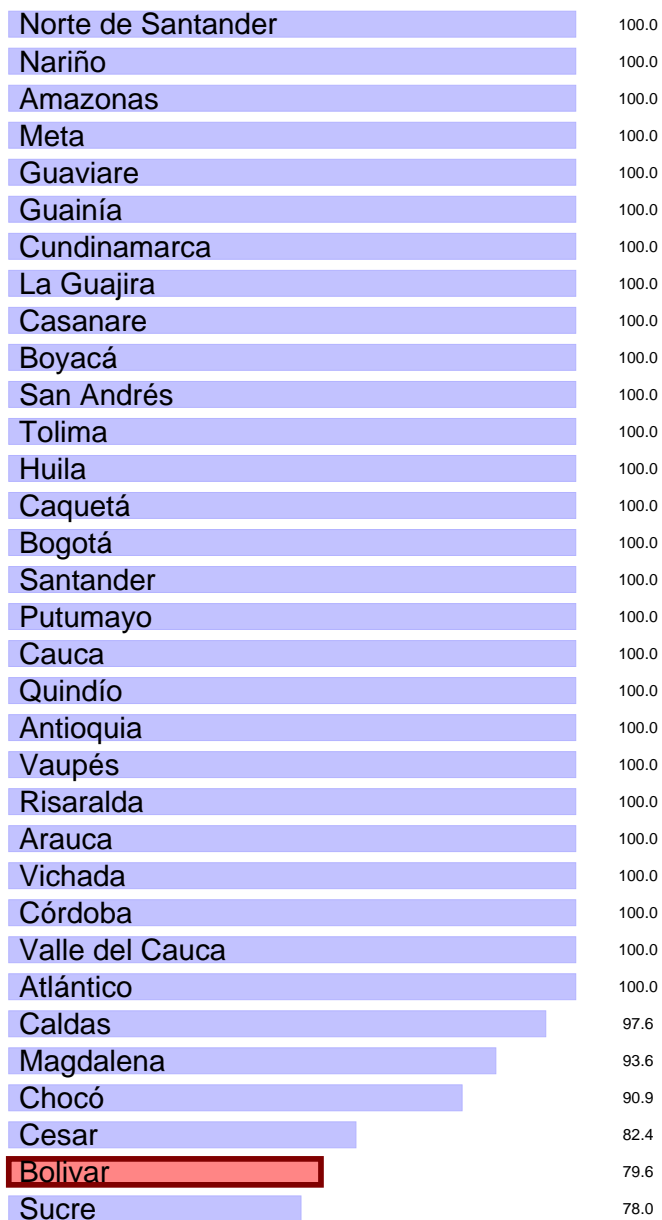 Norte de Santander 100.0
Nariño 100.0
Amazonas 100.0
Meta 100.0
Guaviare 100.0
Guainía 100.0
Cundinamarca 100.0
La Guajira 100.0
Casanare 100.0
Boyacá 100.0
San Andrés 100.0
Tolima 100.0
Huila 100.0
Caquetá 100.0
Bogotá 100.0
Santander 100.0
Putumayo 100.0
Cauca 100.0
Quindío 100.0
Antioquia 100.0
Vaupés 100.0
Risaralda 100.0
Arauca 100.0
Vichada 100.0
Córdoba 100.0
Valle del Cauca 100.0
Atlántico 100.0
Caldas 97.6
Magdalena 93.6
Chocó 90.9
Cesar 82.4
Bolivar 79.6
Sucre 78.0